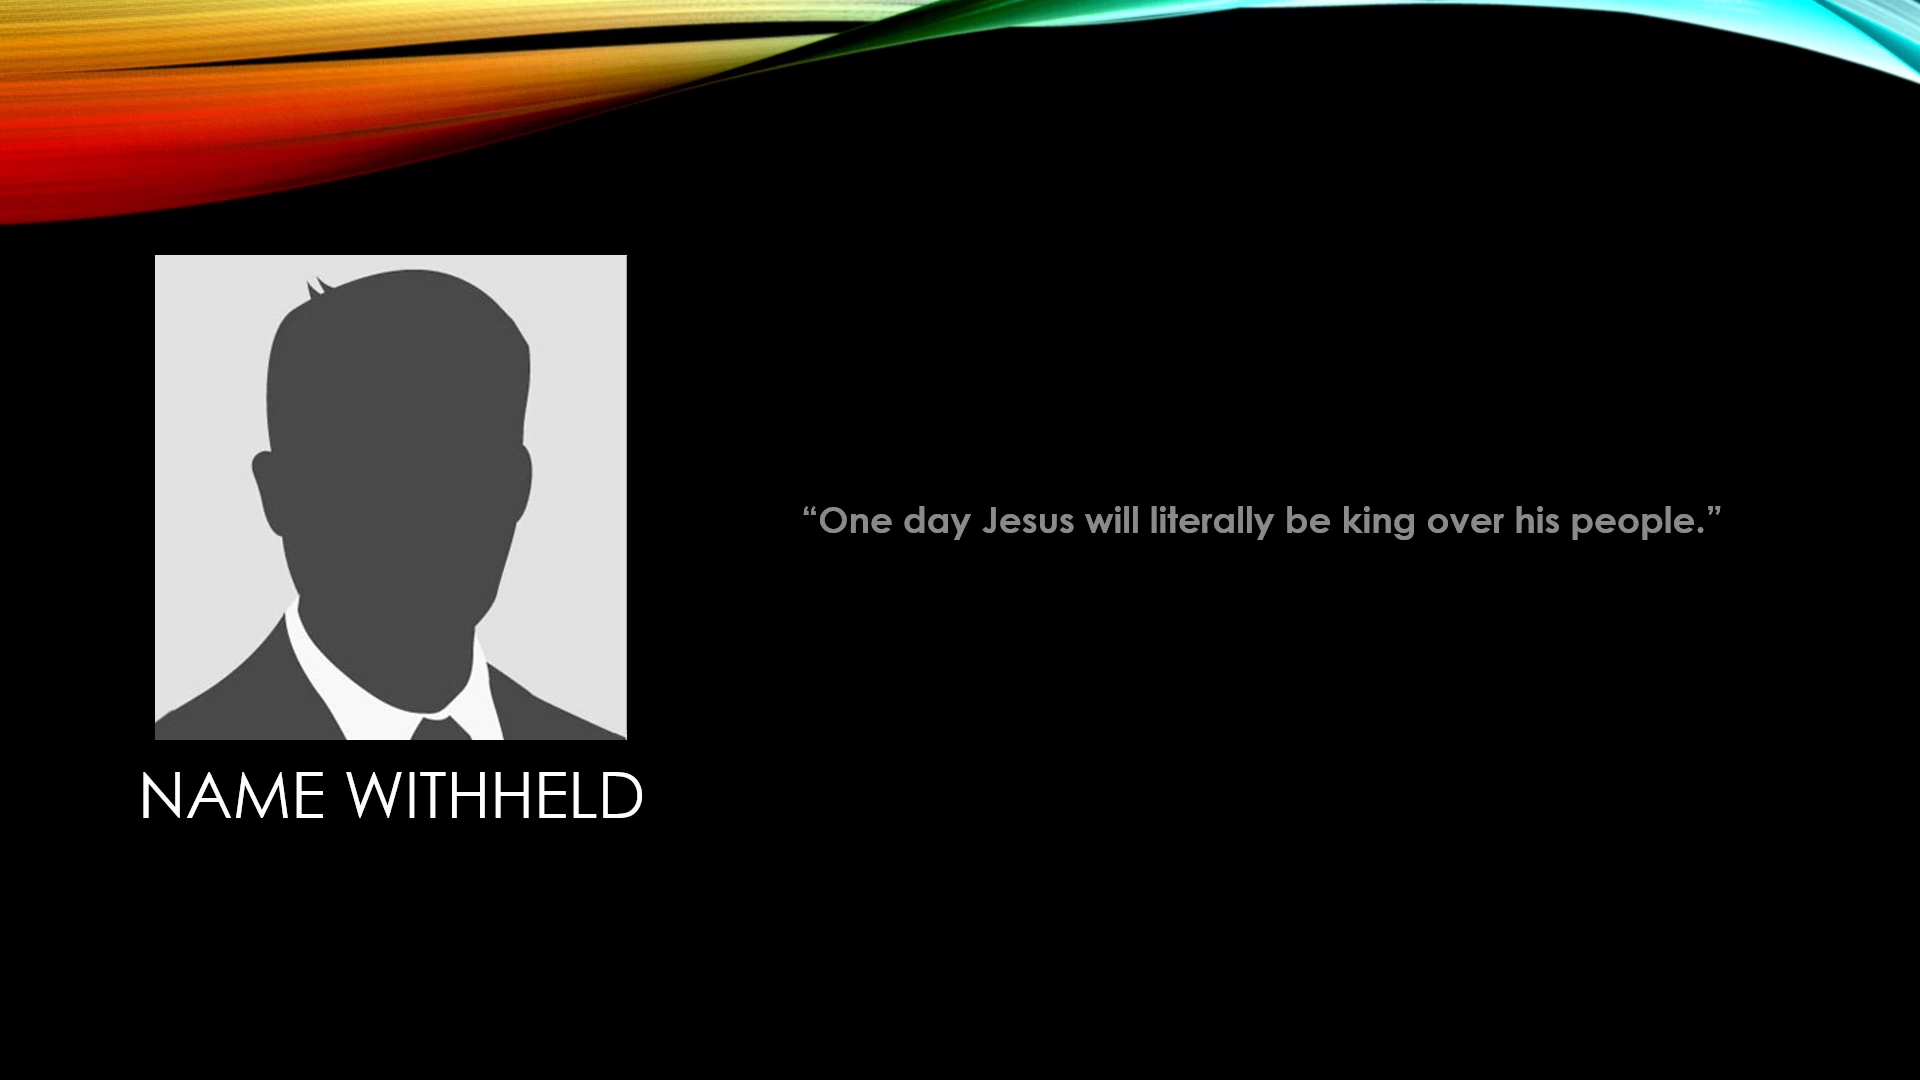 “One day Jesus will literally be king over his people.”
NAME WITHHELD